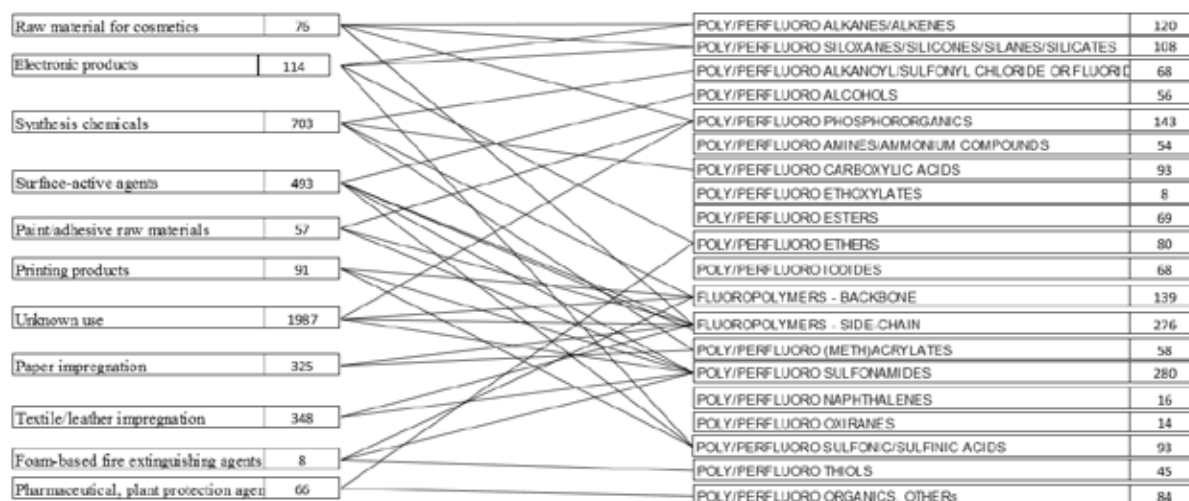 Raw material for cosmetics 76
Electronic products 114
Synthesis chemicals 703
Surface-active agents 493
Paint/adhesive raw materials 57
Printing products 91
Unknown use 1987
Paper impregnation 325
Textile/leather impregnation 348
Foam-based fire extinguishing agents 8
Pharmaceutical, plant protection agen 66
POLY/PERFLUORO ALKANES/ALKENES 120
POLY/PERFLUORO SILOXANES/SILICONES/SILANES/SILICATES 108
POLY/PERFLUORO ALKANOYL/SULFONYL CHLORIDE OR FLUORID 68
POLY/PERFLUORO ALCOHOLS 56
POLY/PERFLUORO PHOSPHORORGANICS 143
POLY/PERFLUORO AMINES/AMMONIUM COMPOUNDS 54
POLY/PERFLUORO CARBOXYLIC ACIDS 93
POLY/PERFLUORO ETHOXYLATES 8
POLY/PERFLUORO ESTERS 69
POLY/PERFLUORO ETHERS 80
POLY/PERFLUORO IODIDES 68
FLUOROPOLYMERS - BACKBONE 139
FLUOROPOLYMERS - SIDE-CHAIN 276
POLY/PERFLUORO (METH)ACRYLATES 58
POLY/PERFLUORO SULFONAMIDES 280
POLY/PERFLUORO NAPHTHALENES 16
POLY/PERFLUORO OXIRANES 14
POLY/PERFLUORO SULFONIC/SULFINIC ACIDS 93
POLY/PERFLUORO THIOLS 45
POLY/PERFLUORO ORGANICS, OTHERs 84